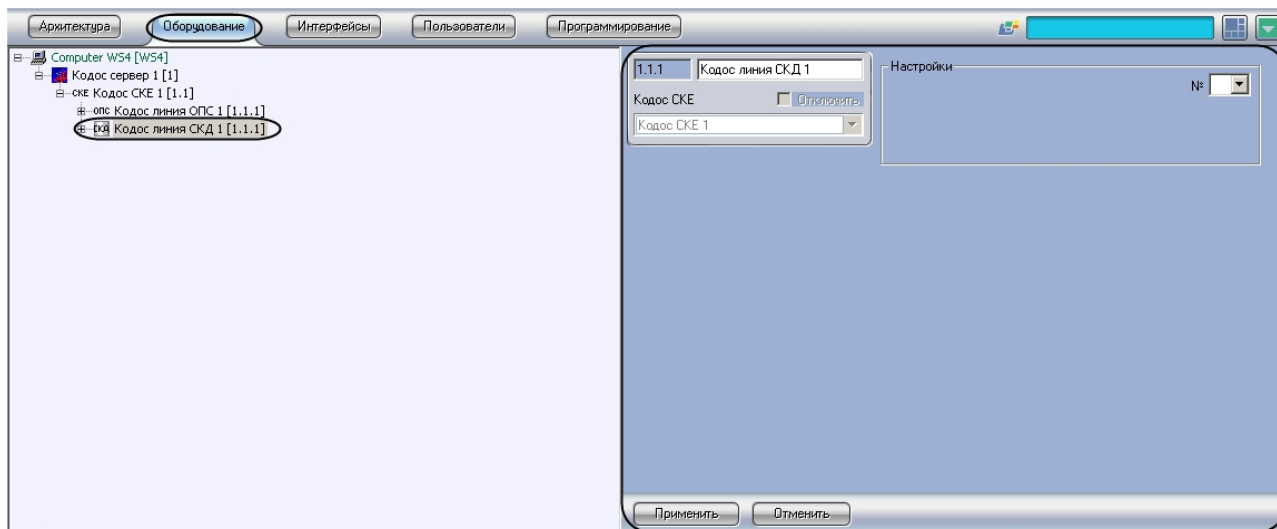 Архитектура Оборудование Интерфейсы Пользователи Программирование
Computer WS4 [WS4]
Кодос сервер 1 [1]
СКЕ Кодос СКЕ 1 [1.1]
ОПС Кодос линия ОПС 1 [1.1.1]
СКД Кодос линия СКД 1 [1.1.1]
1.1.1 Кодос линия СКД 1
Кодос СКЕ Отключить
Кодос СКЕ 1
Настройки
№
Применить Отменить